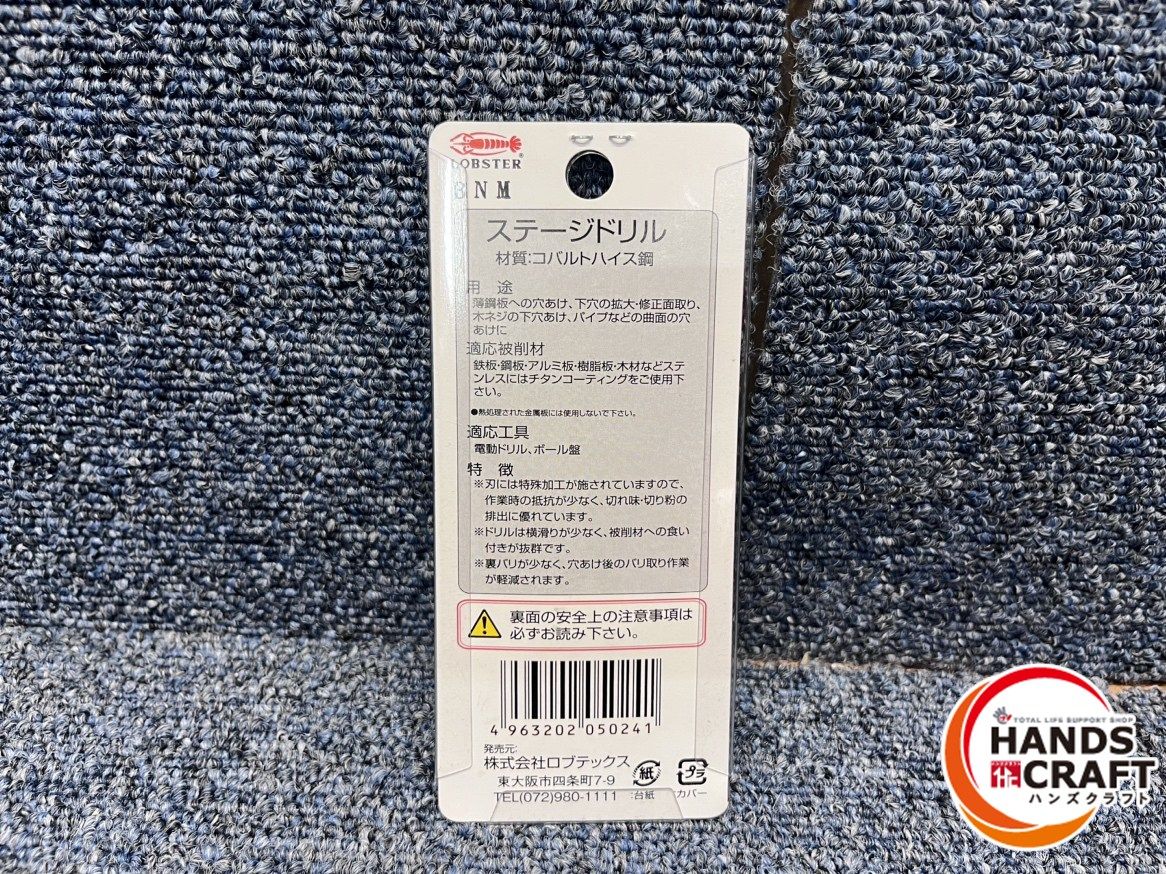 LOBSTER®
NM
ステージドリル
材質:コバルトハイス鋼
用 途
薄鋼板への穴あけ、下穴の拡大・修正面取り、
木ネジの下穴あけ、パイプなどの曲面の穴
あけに
適応被削材
鉄板・鋼板・アルミ板・樹脂板・木材などステ
ンレスにはチタンコーティングをご使用下
さい。
●熱処理された金属板には使用しないで下さい。
適応工具
電動ドリル、ボール盤
特 徴
※刃には特殊加工が施されていますので、
作業時の抵抗が少なく、切れ味・切り粉の
排出に優れています。
※ドリルは横滑りが少なく、被削材への食い
付きが抜群です。
※裏バリが少なく、穴あけ後のバリ取り作業
が軽減されます。
裏面の安全上の注意事項は
必ずお読み下さい。
4 963202 050241
発売元:
株式会社ロブテックス
東大阪市四条町7-9
TEL(072)980-1111
紙
プラ
:台紙
カバー
TOTAL LIFE SUPPORT SHOP
HANDS
CRAFT
ハンズクラフト